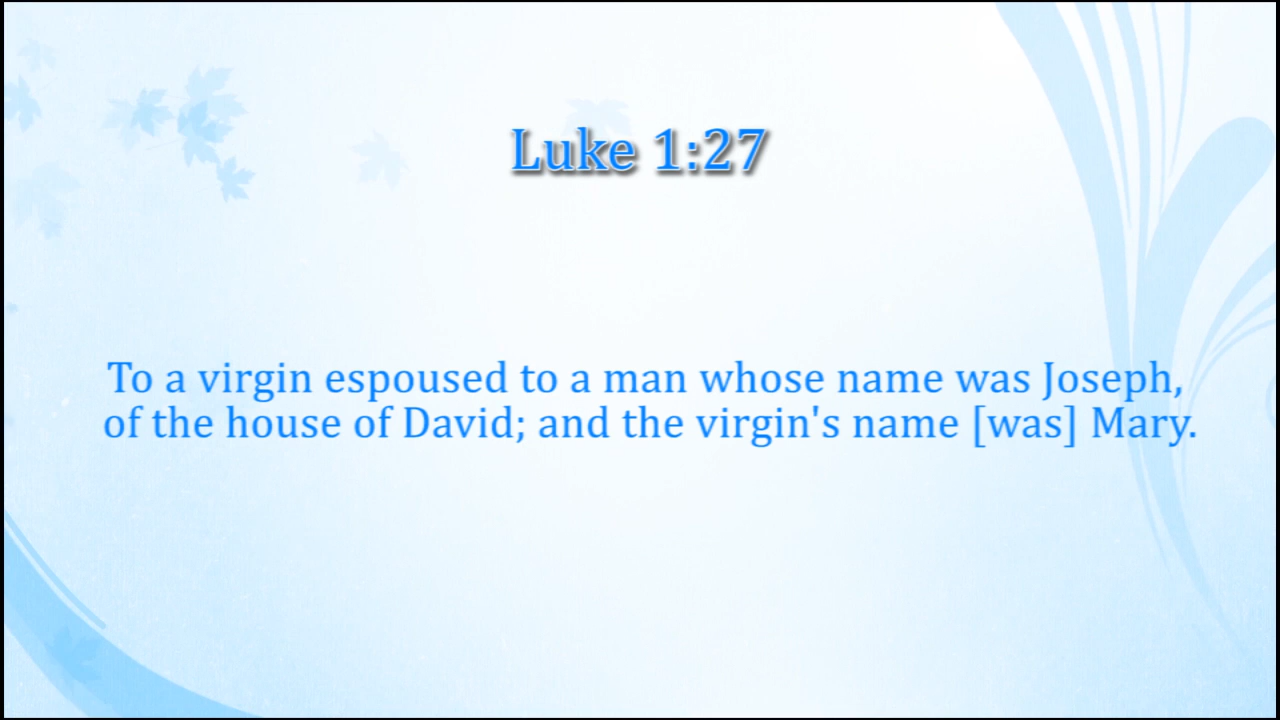 Luke 1:27
To a virgin espoused to a man whose name was Joseph,
of the house of David; and the virgin's name [was] Mary.